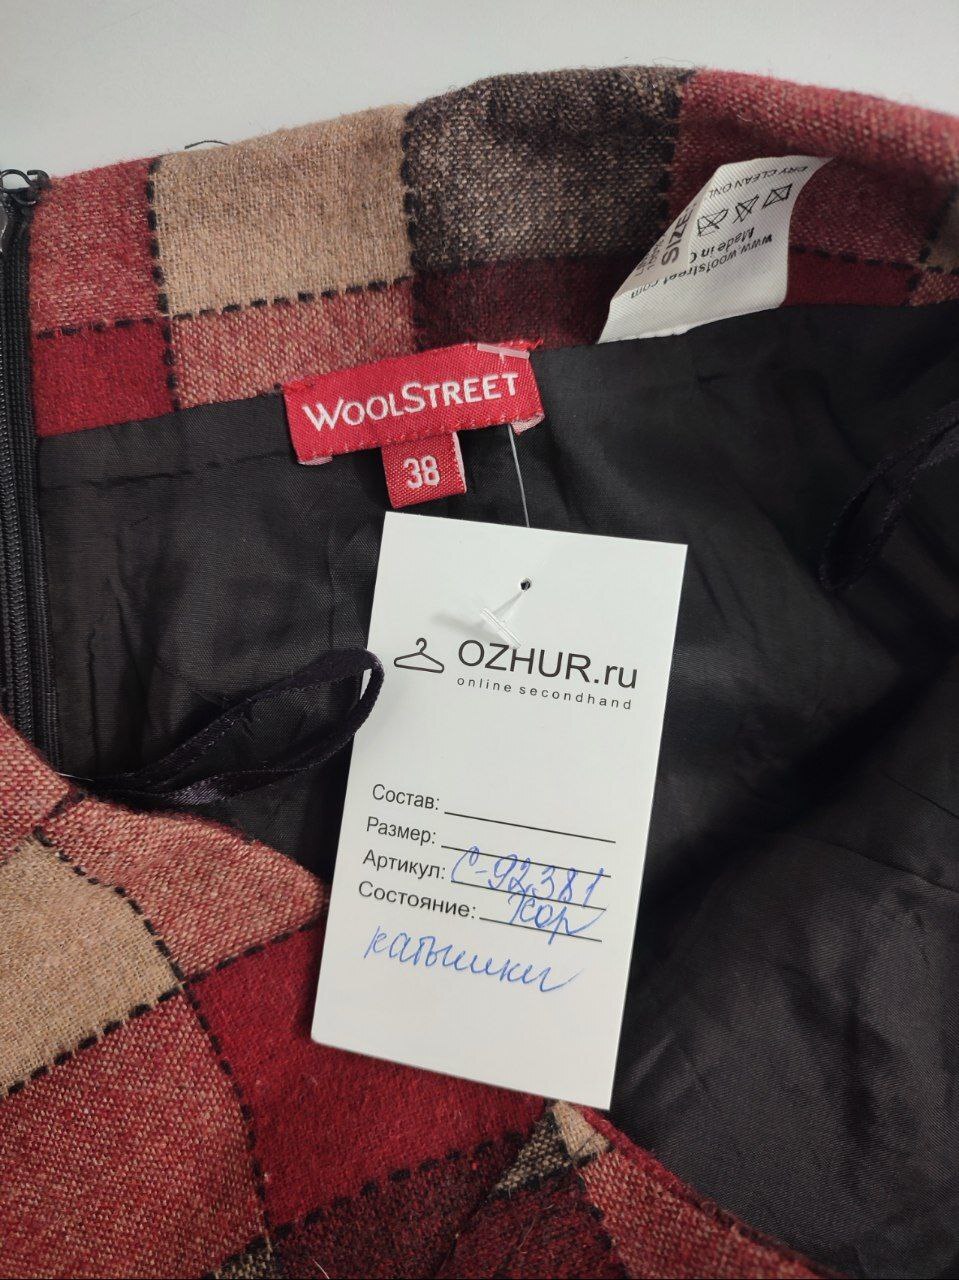 DRY CLEAN ONL
SIZE:
Made in C
www.woolstreet.com
WOOLSTREET
38
OZHUR.ru
online secondhand
Состав:
Размер:
Артикул: С-92381
Состояние: Хор
катышки